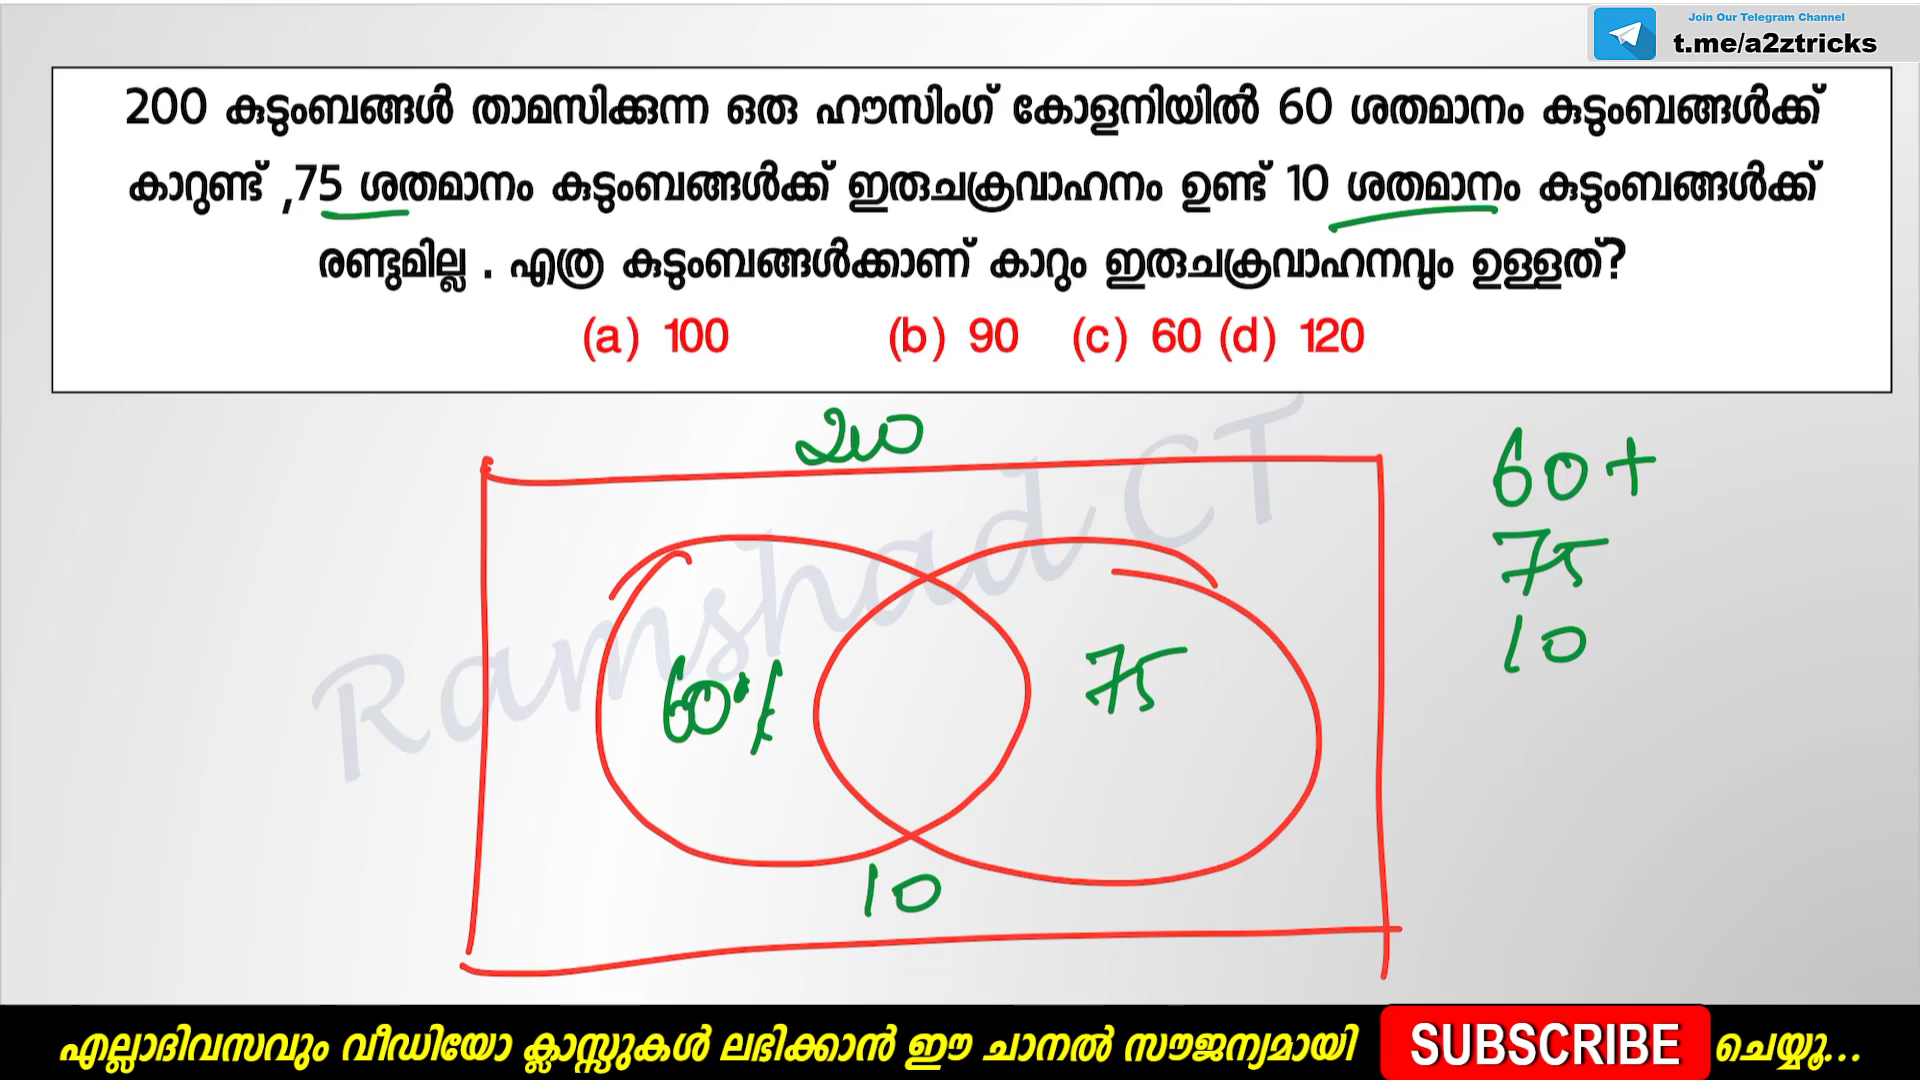 Join Our Telegram Channel
t.me/a2ztricks
200 കുടുംബങ്ങൾ താമസിക്കുന്ന ഒരു ഹൗസിംഗ് കോളനിയിൽ 60 ശതമാനം കുടുംബങ്ങൾക്ക്
കാറുണ്ട് ,75 ശതമാനം കുടുംബങ്ങൾക്ക് ഇരുചക്രവാഹനം ഉണ്ട് 10 ശതമാനം കുടുംബങ്ങൾക്ക്
രണ്ടുമില്ല . എത്ര കുടുംബങ്ങൾക്കാണ് കാറും ഇരുചക്രവാഹനവും ഉള്ളത്?
(a) 100 (b) 90 (c) 60 (d) 120
200
60+
75
10
60%
75
10
Ramshad CT
എല്ലാദിവസവും വീഡിയോ ക്ലാസ്സുകൾ ലഭിക്കാൻ ഈ ചാനൽ സൗജന്യമായി SUBSCRIBE ചെയ്യൂ...